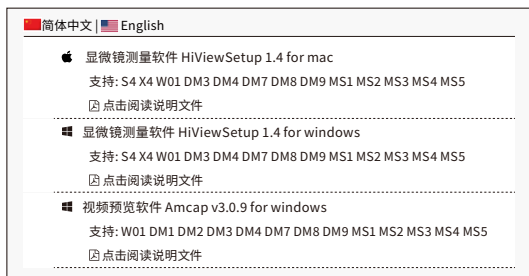 简体中文 | English
显微镜测量软件 HiViewSetup 1.4 for mac
支持: S4 X4 W01 DM3 DM4 DM7 DM8 DM9 MS1 MS2 MS3 MS4 MS5
点击阅读说明文件
显微镜测量软件 HiViewSetup 1.4 for windows
支持: S4 X4 W01 DM3 DM4 DM7 DM8 DM9 MS1 MS2 MS3 MS4 MS5
点击阅读说明文件
视频预览软件 Amcap v3.0.9 for windows
支持: W01 DM1 DM2 DM3 DM4 DM7 DM8 DM9 MS1 MS2 MS3 MS4 MS5
点击阅读说明文件